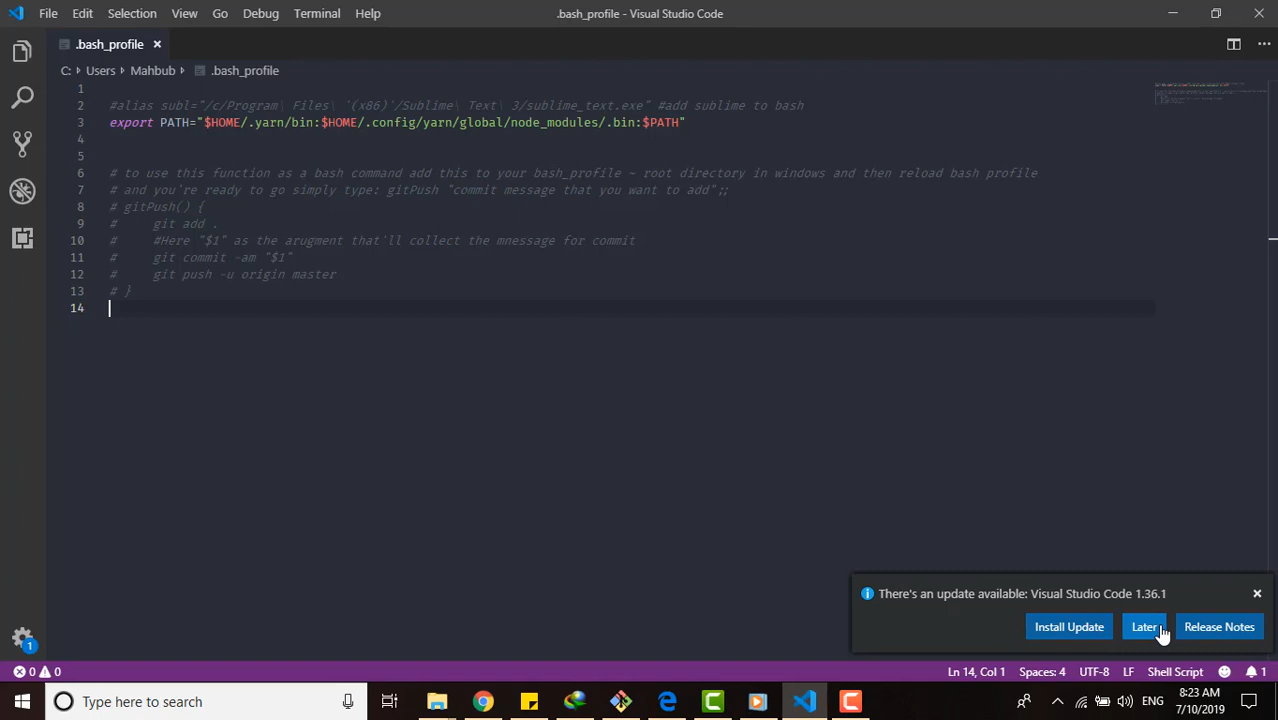 File Edit Selection View Go Debug Terminal Help .bash_profile - Visual Studio Code
.bash_profile
C: Users Mahbub .bash_profile
1
2 #alias subl="/c/Program\ Files\ '(x86)'/Sublime\ Text\ 3/sublime_text.exe" #add sublime to bash
3 export PATH="$HOME/.yarn/bin:$HOME/.config/yarn/global/node_modules/.bin:$PATH"
4
5
6 # to use this function as a bash command add this to your bash_profile ~ root directory in windows and then reload bash profile
7 # and you're ready to go simply type: gitPush "commit message that you want to add";;
8 # gitPush() {
9 #     git add .
10 #     #Here "$1" as the arugment that'll collect the mnessage for commit
11 #     git commit -am "$1"
12 #     git push -u origin master
13 # }
14
There's an update available: Visual Studio Code 1.36.1
Install Update Later Release Notes
1
0 0 Ln 14, Col 1 Spaces: 4 UTF-8 LF Shell Script 1
Type here to search ENG 8:23 AM
7/10/2019